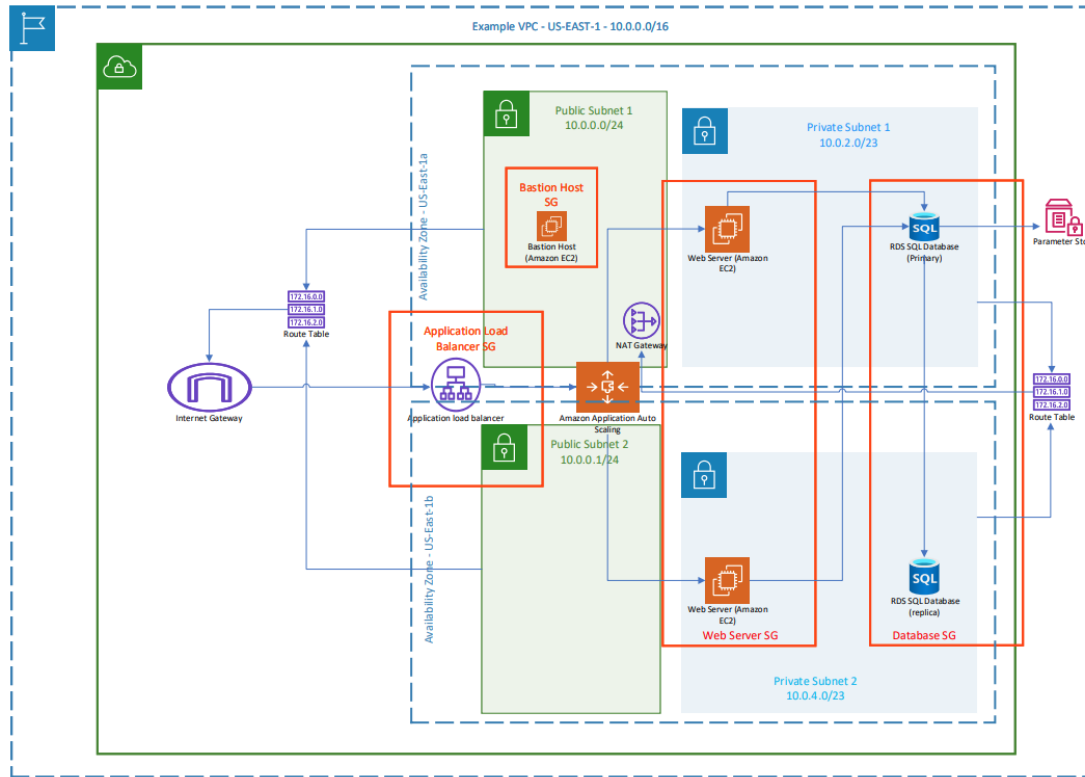 Example VPC - US-EAST-1 - 10.0.0.0/16
Availability Zone - US-East-1a
Public Subnet 1
10.0.0.0/24
Private Subnet 1
10.0.2.0/23
Bastion Host
SG
Bastion Host
(Amazon EC2)
Web Server (Amazon
EC2)
SQL
RDS SQL Database
(Primary)
Parameter Sto
172.16.0.0
172.16.1.0
172.16.2.0
Route Table
Application Load
Balancer SG
NAT Gateway
Internet Gateway
Application load balancer
Amazon Application Auto
Scaling
172.16.0.0
172.16.1.0
172.16.2.0
Route Table
Availability Zone - US-East-1b
Public Subnet 2
10.0.0.1/24
Web Server (Amazon
EC2)
SQL
RDS SQL Database
(replica)
Web Server SG
Database SG
Private Subnet 2
10.0.4.0/23